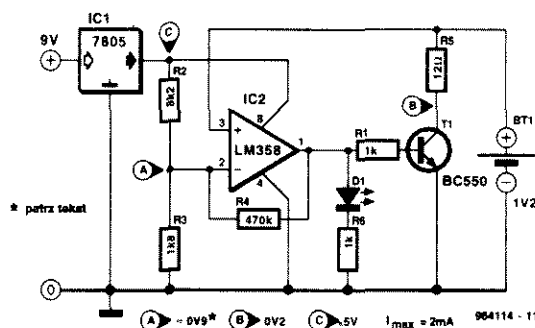 IC1
9V
7805
C
R2
8k2
IC2
R5
12Ω
B
T1
BT1
3
8
LM358
1
2
4
A
R1
1k
BC550
1V2
R4
470k
D1
* patrz tekst
R3
1k8
R6
1k
0
A ≈ 0V9* B 0V2 C 5V Imax = 2mA 964114 - 11